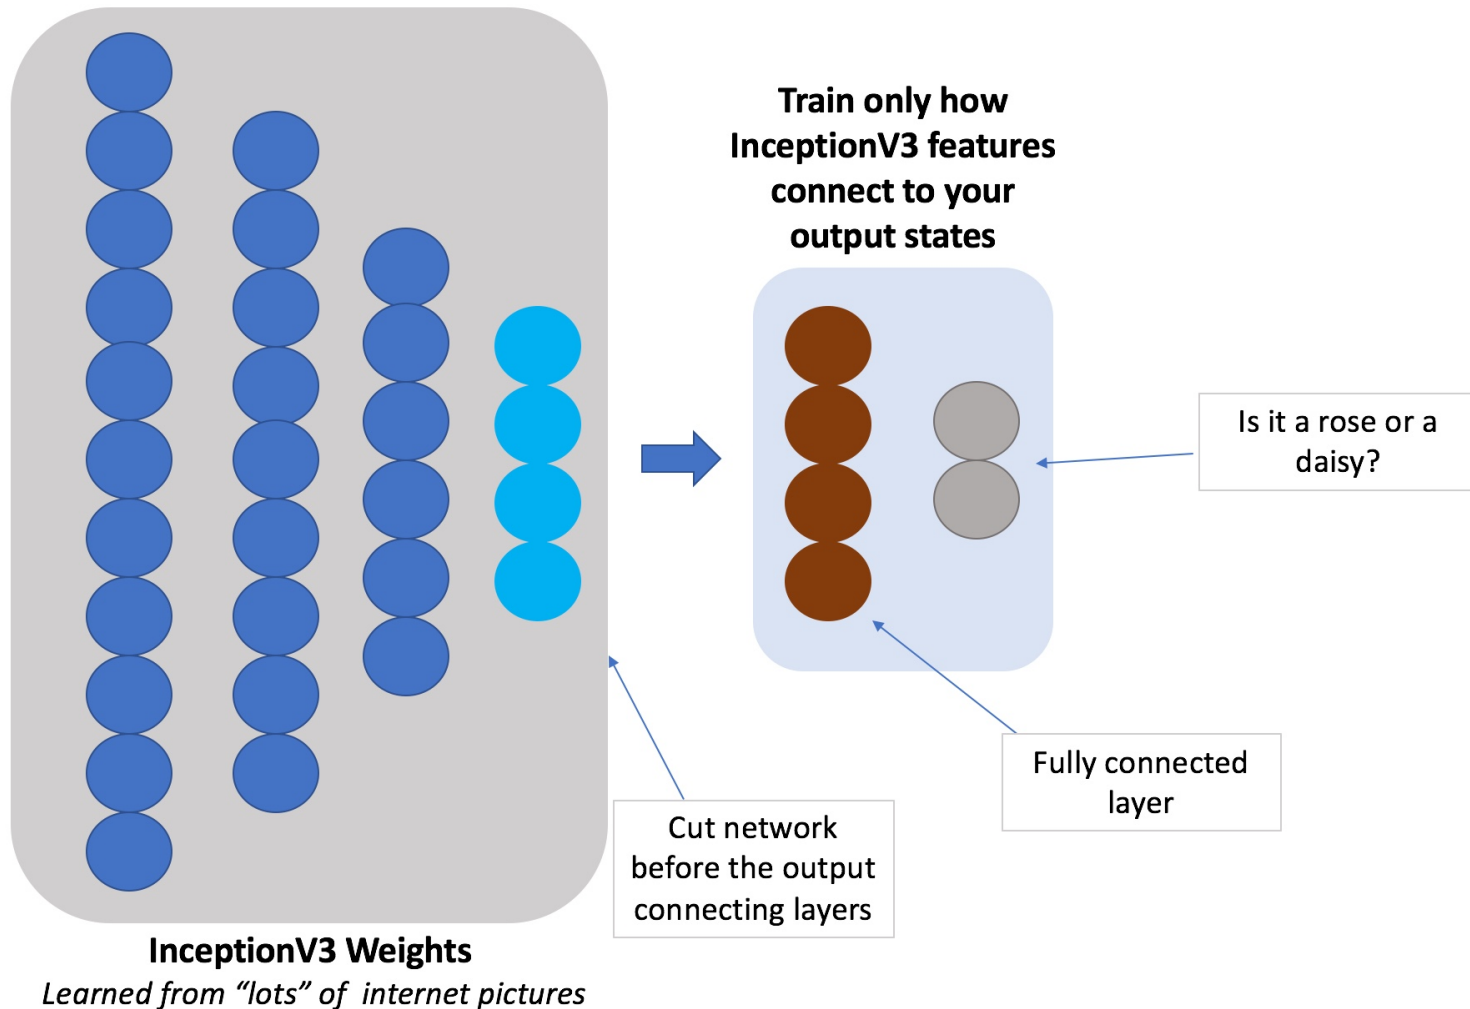 Train only how
InceptionV3 features
connect to your
output states
Is it a rose or a
daisy?
Fully connected
layer
Cut network
before the output
connecting layers
InceptionV3 Weights
Learned from “lots” of internet pictures